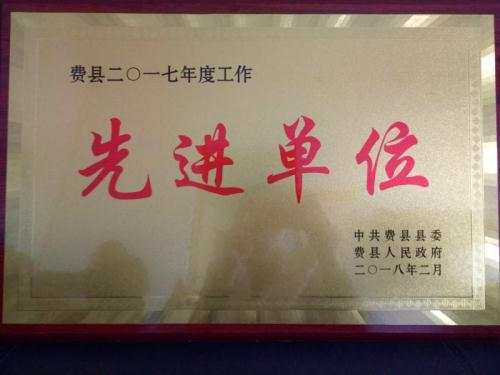 费县二〇一七年度工作
先进单位
中共费县县委
费县人民政府
二〇一八年二月